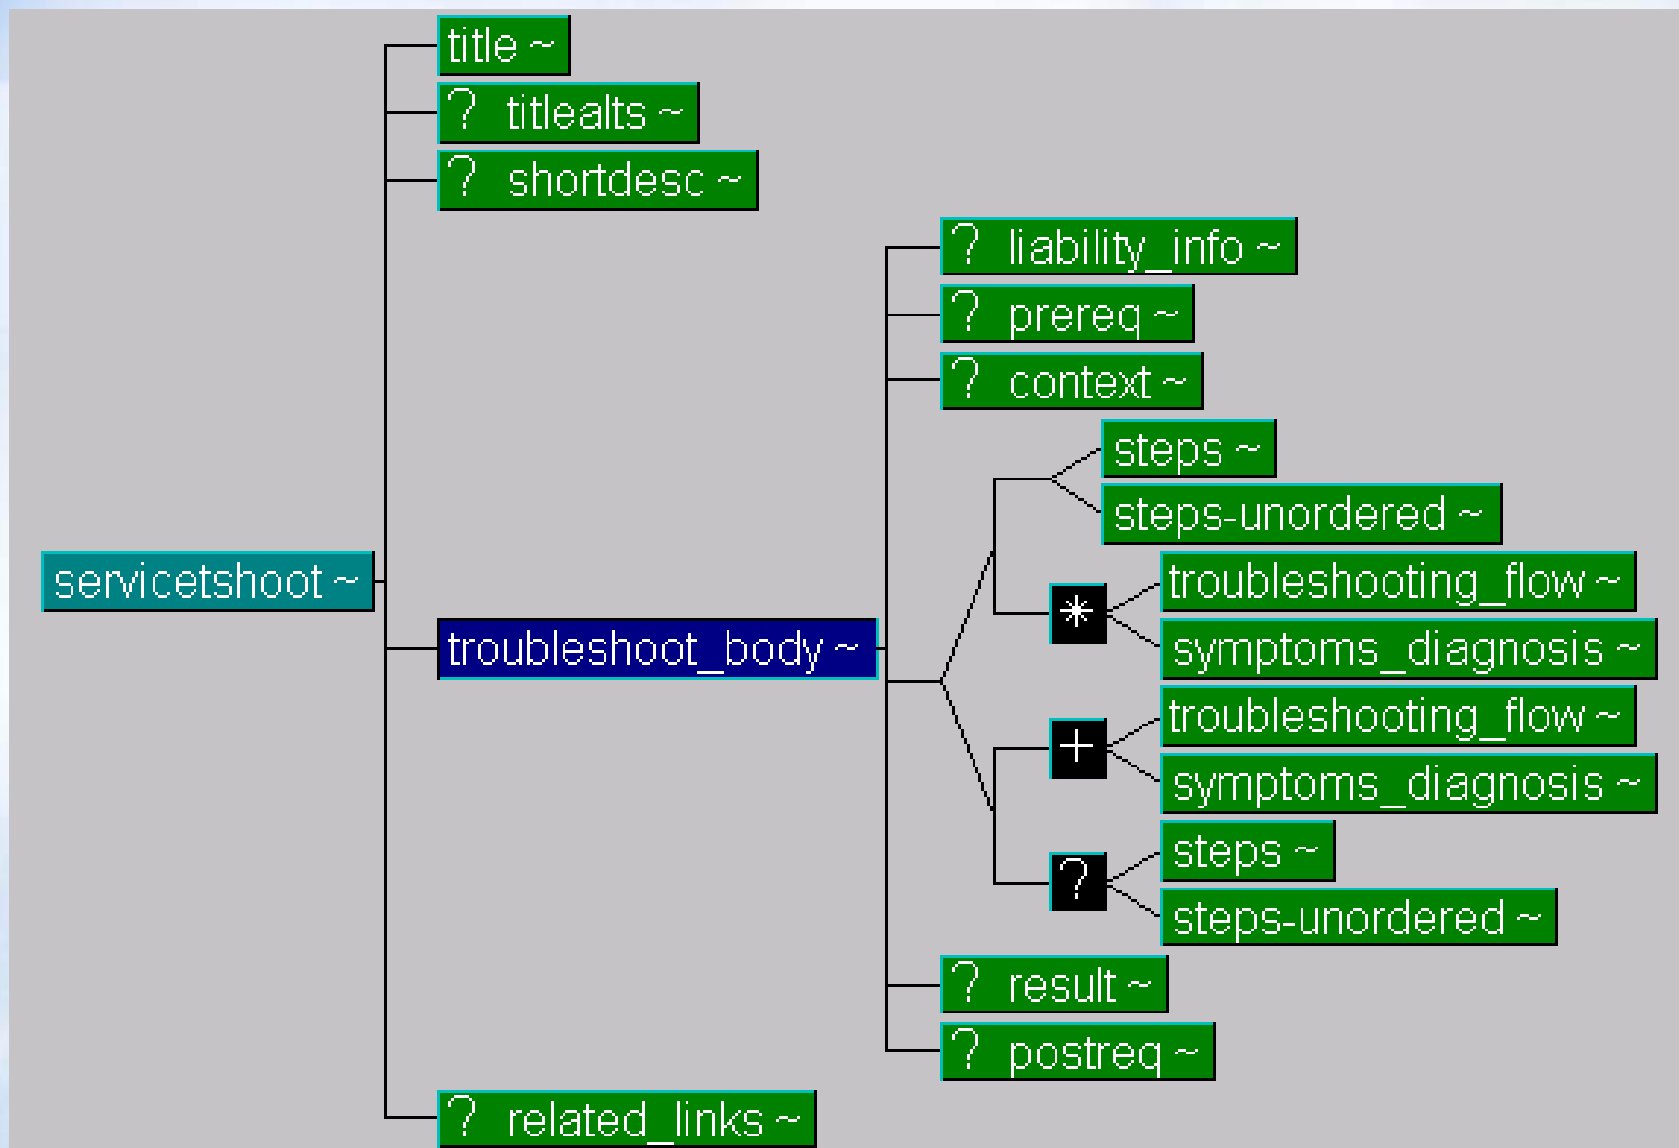 title ~
? titlealts ~
? shortdesc ~
? liability_info ~
? prereq ~
? context ~
steps ~
steps-unordered ~
servicetshoot ~
troubleshooting_flow ~
*
symptoms_diagnosis ~
troubleshoot_body ~
troubleshooting_flow ~
+
symptoms_diagnosis ~
steps ~
?
steps-unordered ~
? result ~
? postreq ~
? related_links ~